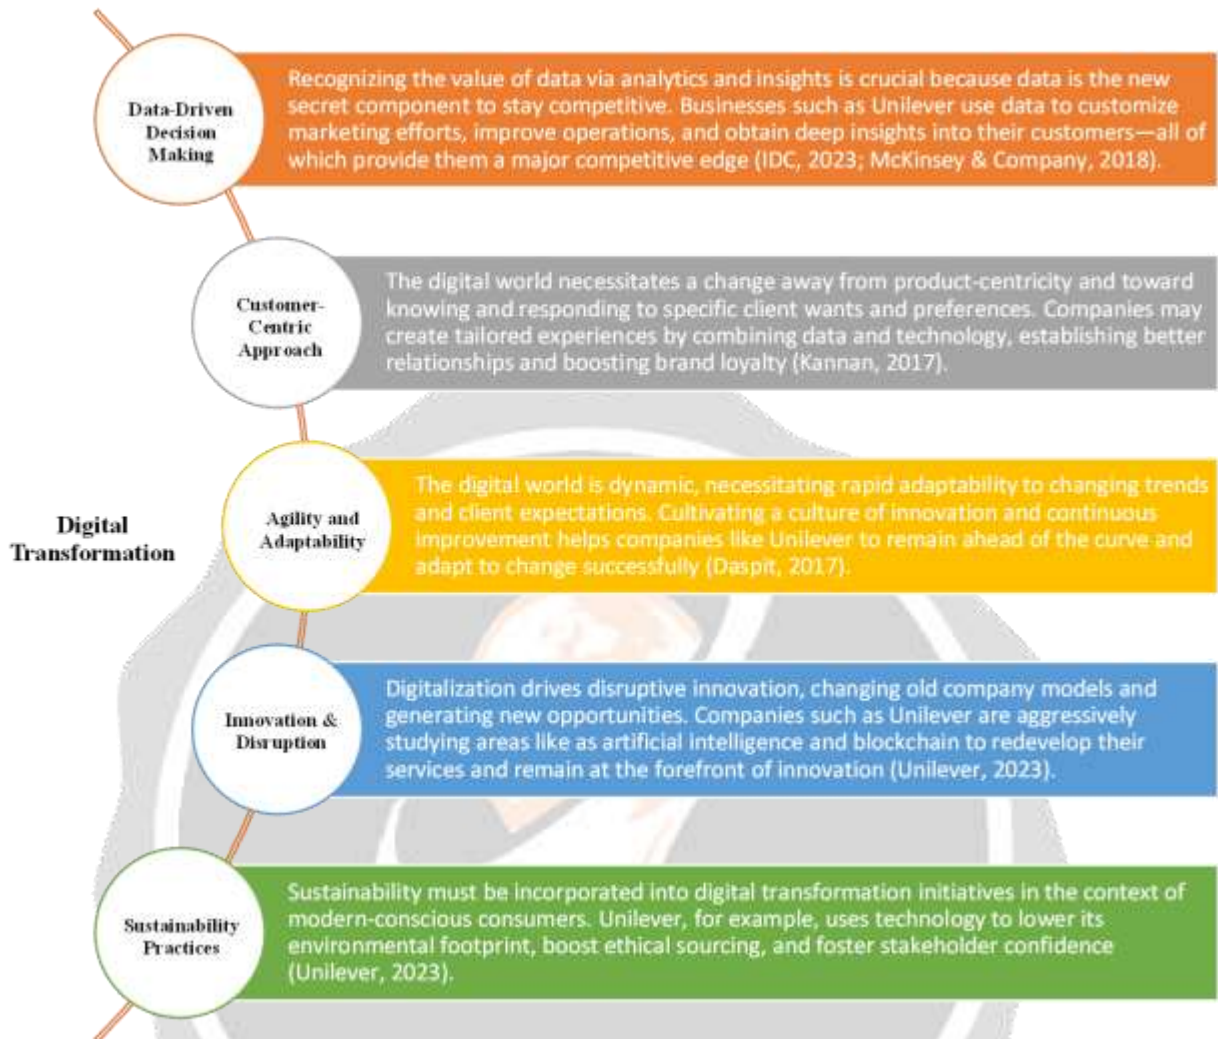 Data-Driven
Decision
Making
Recognizing the value of data via analytics and insights is crucial because data is the new
secret component to stay competitive. Businesses such as Unilever use data to customize
marketing efforts, improve operations, and obtain deep insights into their customers—all of
which provide them a major competitive edge (IDC, 2023; McKinsey & Company, 2018).
Customer-
Centric
Approach
The digital world necessitates a change away from product-centricity and toward
knowing and responding to specific client wants and preferences. Companies may
create tailored experiences by combining data and technology, establishing better
relationships and boosting brand loyalty (Kannan, 2017).
Digital
Transformation
Agility and
Adaptability
The digital world is dynamic, necessitating rapid adaptability to changing trends
and client expectations. Cultivating a culture of innovation and continuous
improvement helps companies like Unilever to remain ahead of the curve and
adapt to change successfully (Daspit, 2017).
Innovation &
Disruption
Digitalization drives disruptive innovation, changing old company models and
generating new opportunities. Companies such as Unilever are aggressively
studying areas like as artificial intelligence and blockchain to redevelop their
services and remain at the forefront of innovation (Unilever, 2023).
Sustainability
Practices
Sustainability must be incorporated into digital transformation initiatives in the context of
modern-conscious consumers. Unilever, for example, uses technology to lower its
environmental footprint, boost ethical sourcing, and foster stakeholder confidence
(Unilever, 2023).